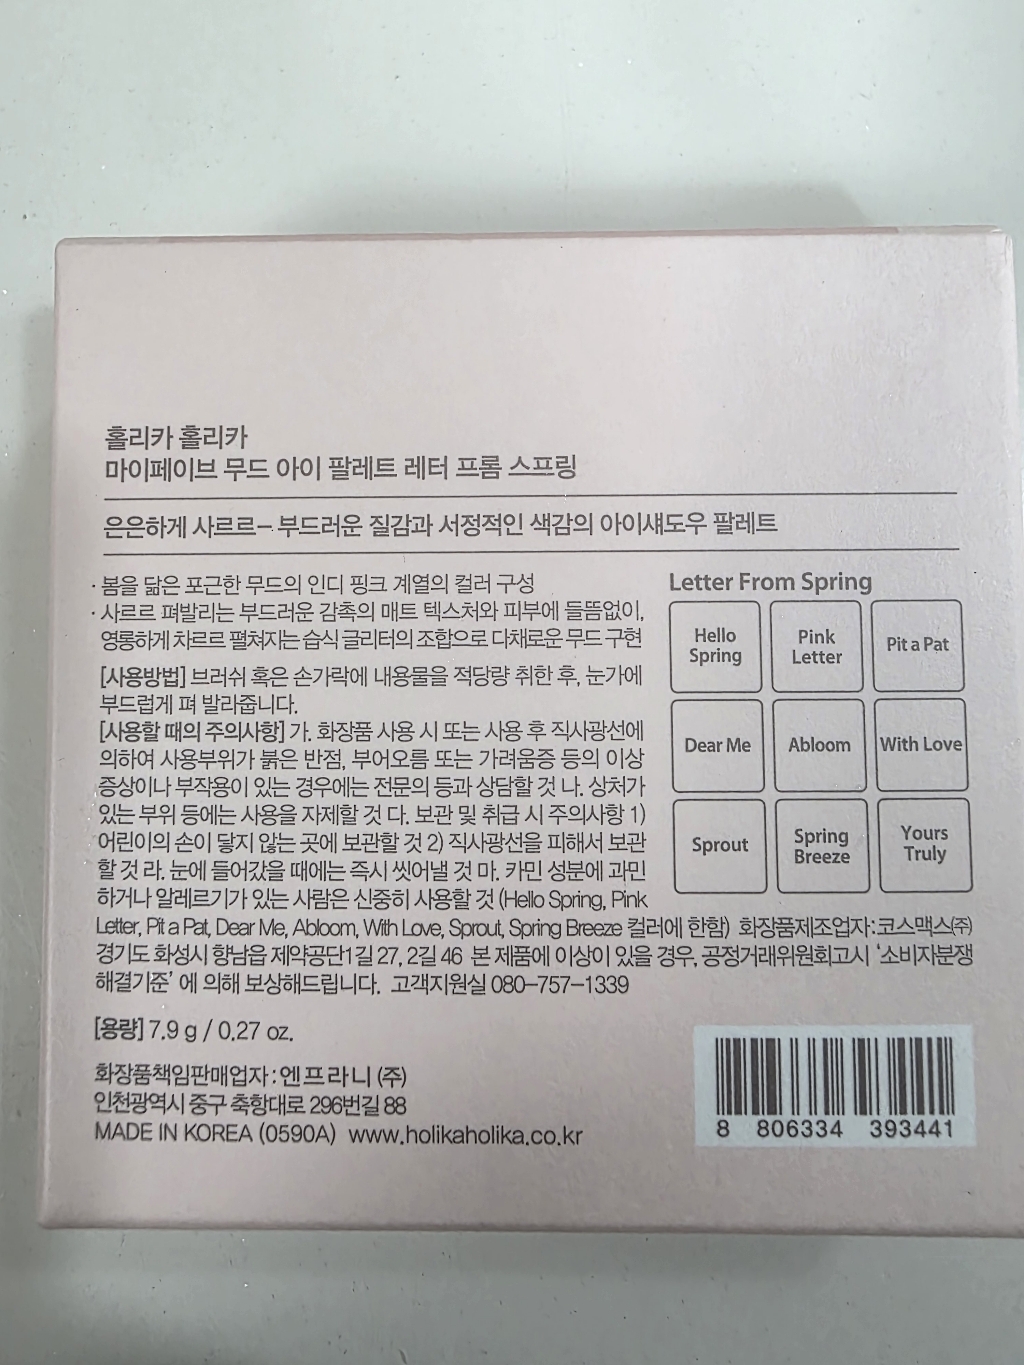 홀리카 홀리카
마이페이브 무드 아이 팔레트 레터 프롬 스프링
은은하게 사르르– 부드러운 질감과 서정적인 색감의 아이섀도우 팔레트
· 봄을 닮은 포근한 무드의 인디 핑크 계열의 컬러 구성
· 사르르 펴발리는 부드러운 감촉의 매트 텍스처와 피부에 들뜸없이,
영롱하게 차르르 펼쳐지는 습식 글리터의 조합으로 다채로운 무드 구현
[사용방법] 브러쉬 혹은 손가락에 내용물을 적당량 취한 후, 눈가에
부드럽게 펴 발라줍니다.
[사용할 때의 주의사항] 가. 화장품 사용 시 또는 사용 후 직사광선에
의하여 사용부위가 붉은 반점, 부어오름 또는 가려움증 등의 이상
증상이나 부작용이 있는 경우에는 전문의 등과 상담할 것 나. 상처가
있는 부위 등에는 사용을 자제할 것 다. 보관 및 취급 시 주의사항 1)
어린이의 손이 닿지 않는 곳에 보관할 것 2) 직사광선을 피해서 보관
할 것 라. 눈에 들어갔을 때에는 즉시 씻어낼 것 마. 카민 성분에 과민
하거나 알레르기가 있는 사람은 신중히 사용할 것 (Hello Spring, Pink
Letter, Pit a Pat, Dear Me, Abloom, With Love, Sprout, Spring Breeze 컬러에 한함) 화장품제조업자:코스맥스㈜
경기도 화성시 향남읍 제약공단1길 27, 2길 46 본 제품에 이상이 있을 경우, 공정거래위원회고시 '소비자분쟁
해결기준' 에 의해 보상해드립니다. 고객지원실 080–757–1339
Letter From Spring
Hello
Spring
Pink
Letter
Pit a Pat
Dear Me
Abloom
With Love
Sprout
Spring
Breeze
Yours
Truly
[용량] 7.9 g / 0.27 oz.
화장품책임판매업자: 엔프라니 (주)
인천광역시 중구 축항대로 296번길 88
MADE IN KOREA (0590A) www.holikaholika.co.kr
8 806334 393441